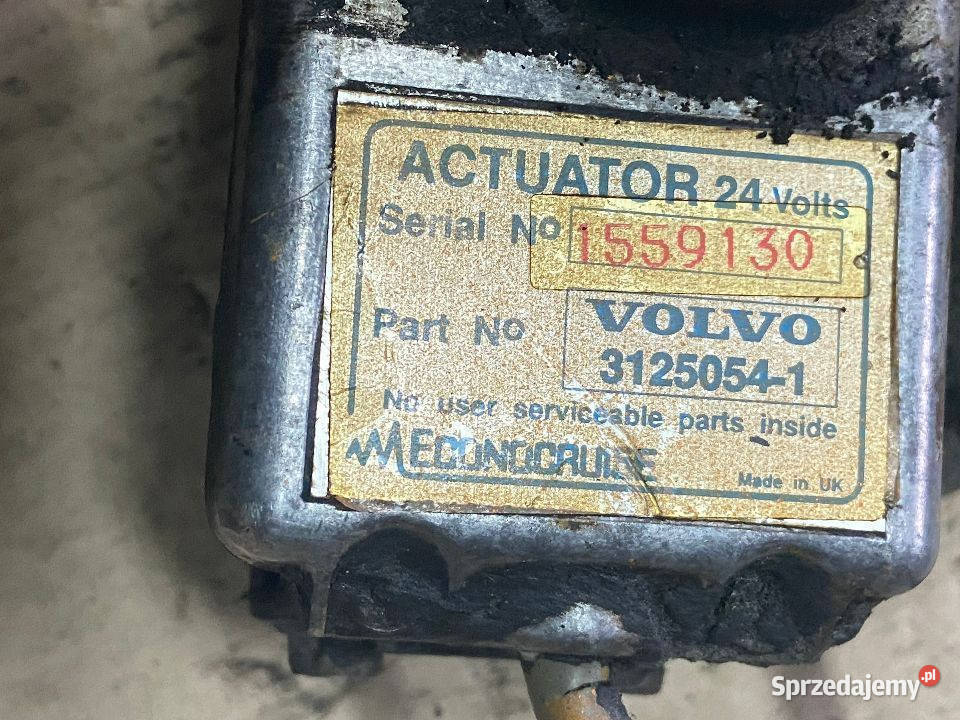 ACTUATOR 24 Volts
Serial No 1559130
Part No VOLVO
3125054-1
No user serviceable parts inside
ECONOCRUISE
Made in UK
Sprzedajemy.pl